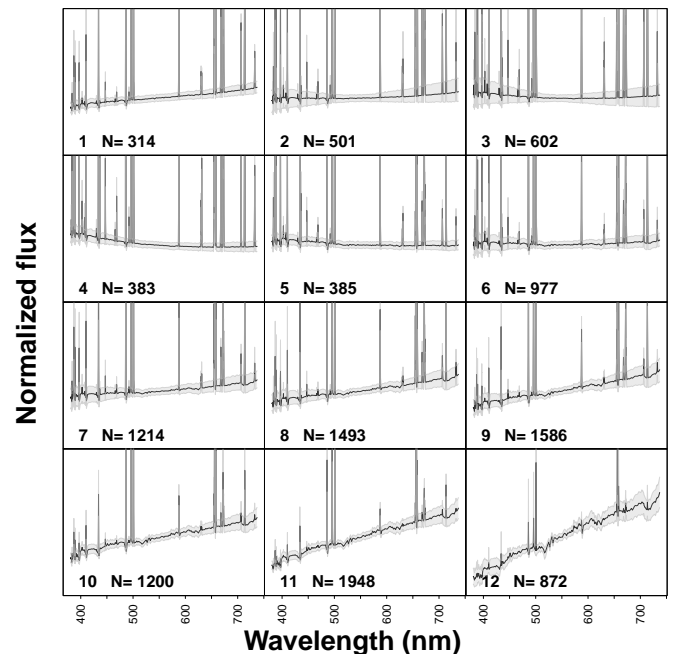 1 N= 314
2 N= 501
3 N= 602
4 N= 383
5 N= 385
6 N= 977
7 N= 1214
8 N= 1493
9 N= 1586
10 N= 1200
11 N= 1948
12 N= 872
Normalized flux
400 500 600 700 400 500 600 700 400 500 600 700
Wavelength (nm)